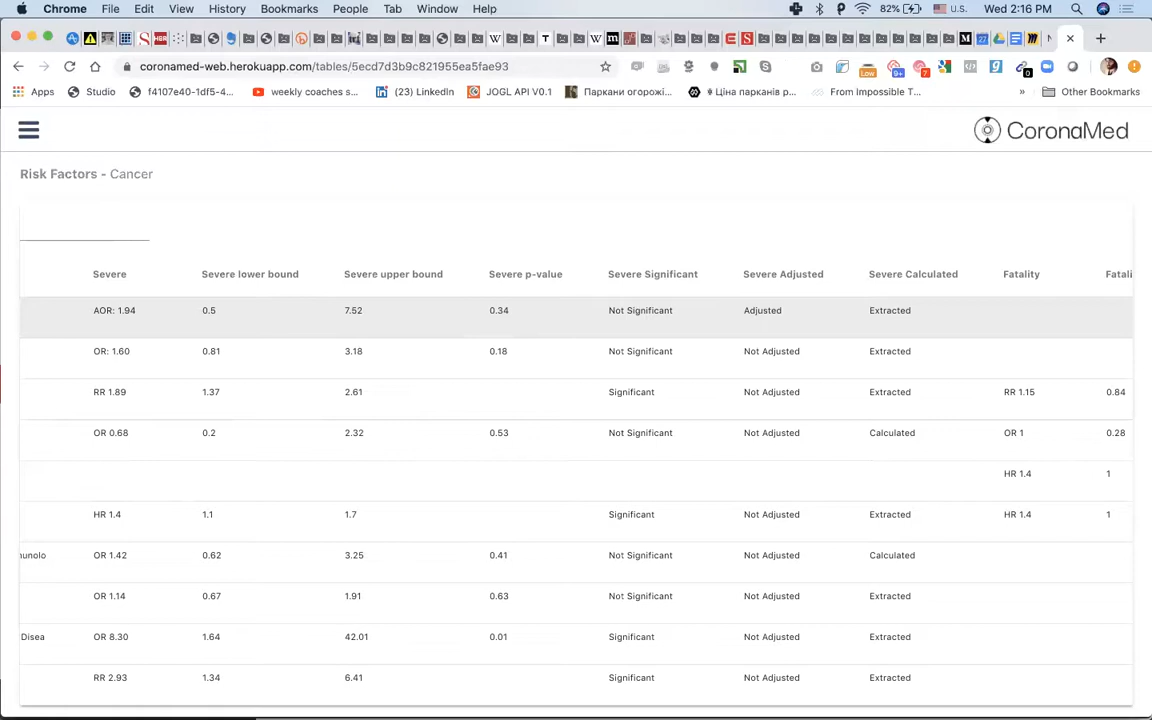 Chrome File Edit View History Bookmarks People Tab Window Help 82% U.S. Wed 2:16 PM
coronamed-web.herokuapp.com/tables/5ecd7d3b9c821955ea5fae93
Apps Studio f4107e40-1df5-4... weekly coaches s... (23) LinkedIn JOGL API V0.1 Паркани огорожі... Ціна парканів р... From Impossible T... » Other Bookmarks
CoronaMed
Risk Factors - Cancer
Severe Severe lower bound Severe upper bound Severe p-value Severe Significant Severe Adjusted Severe Calculated Fatality Fatali
AOR: 1.94 0.5 7.52 0.34 Not Significant Adjusted Extracted
OR: 1.60 0.81 3.18 0.18 Not Significant Not Adjusted Extracted
RR 1.89 1.37 2.61 Significant Not Adjusted Extracted RR 1.15 0.84
OR 0.68 0.2 2.32 0.53 Not Significant Not Adjusted Calculated OR 1 0.28
HR 1.4 1
HR 1.4 1.1 1.7 Significant Not Adjusted Extracted HR 1.4 1
unolo OR 1.42 0.62 3.25 0.41 Not Significant Not Adjusted Calculated
OR 1.14 0.67 1.91 0.63 Not Significant Not Adjusted Extracted
Disea OR 8.30 1.64 42.01 0.01 Significant Not Adjusted Extracted
RR 2.93 1.34 6.41 Significant Not Adjusted Extracted